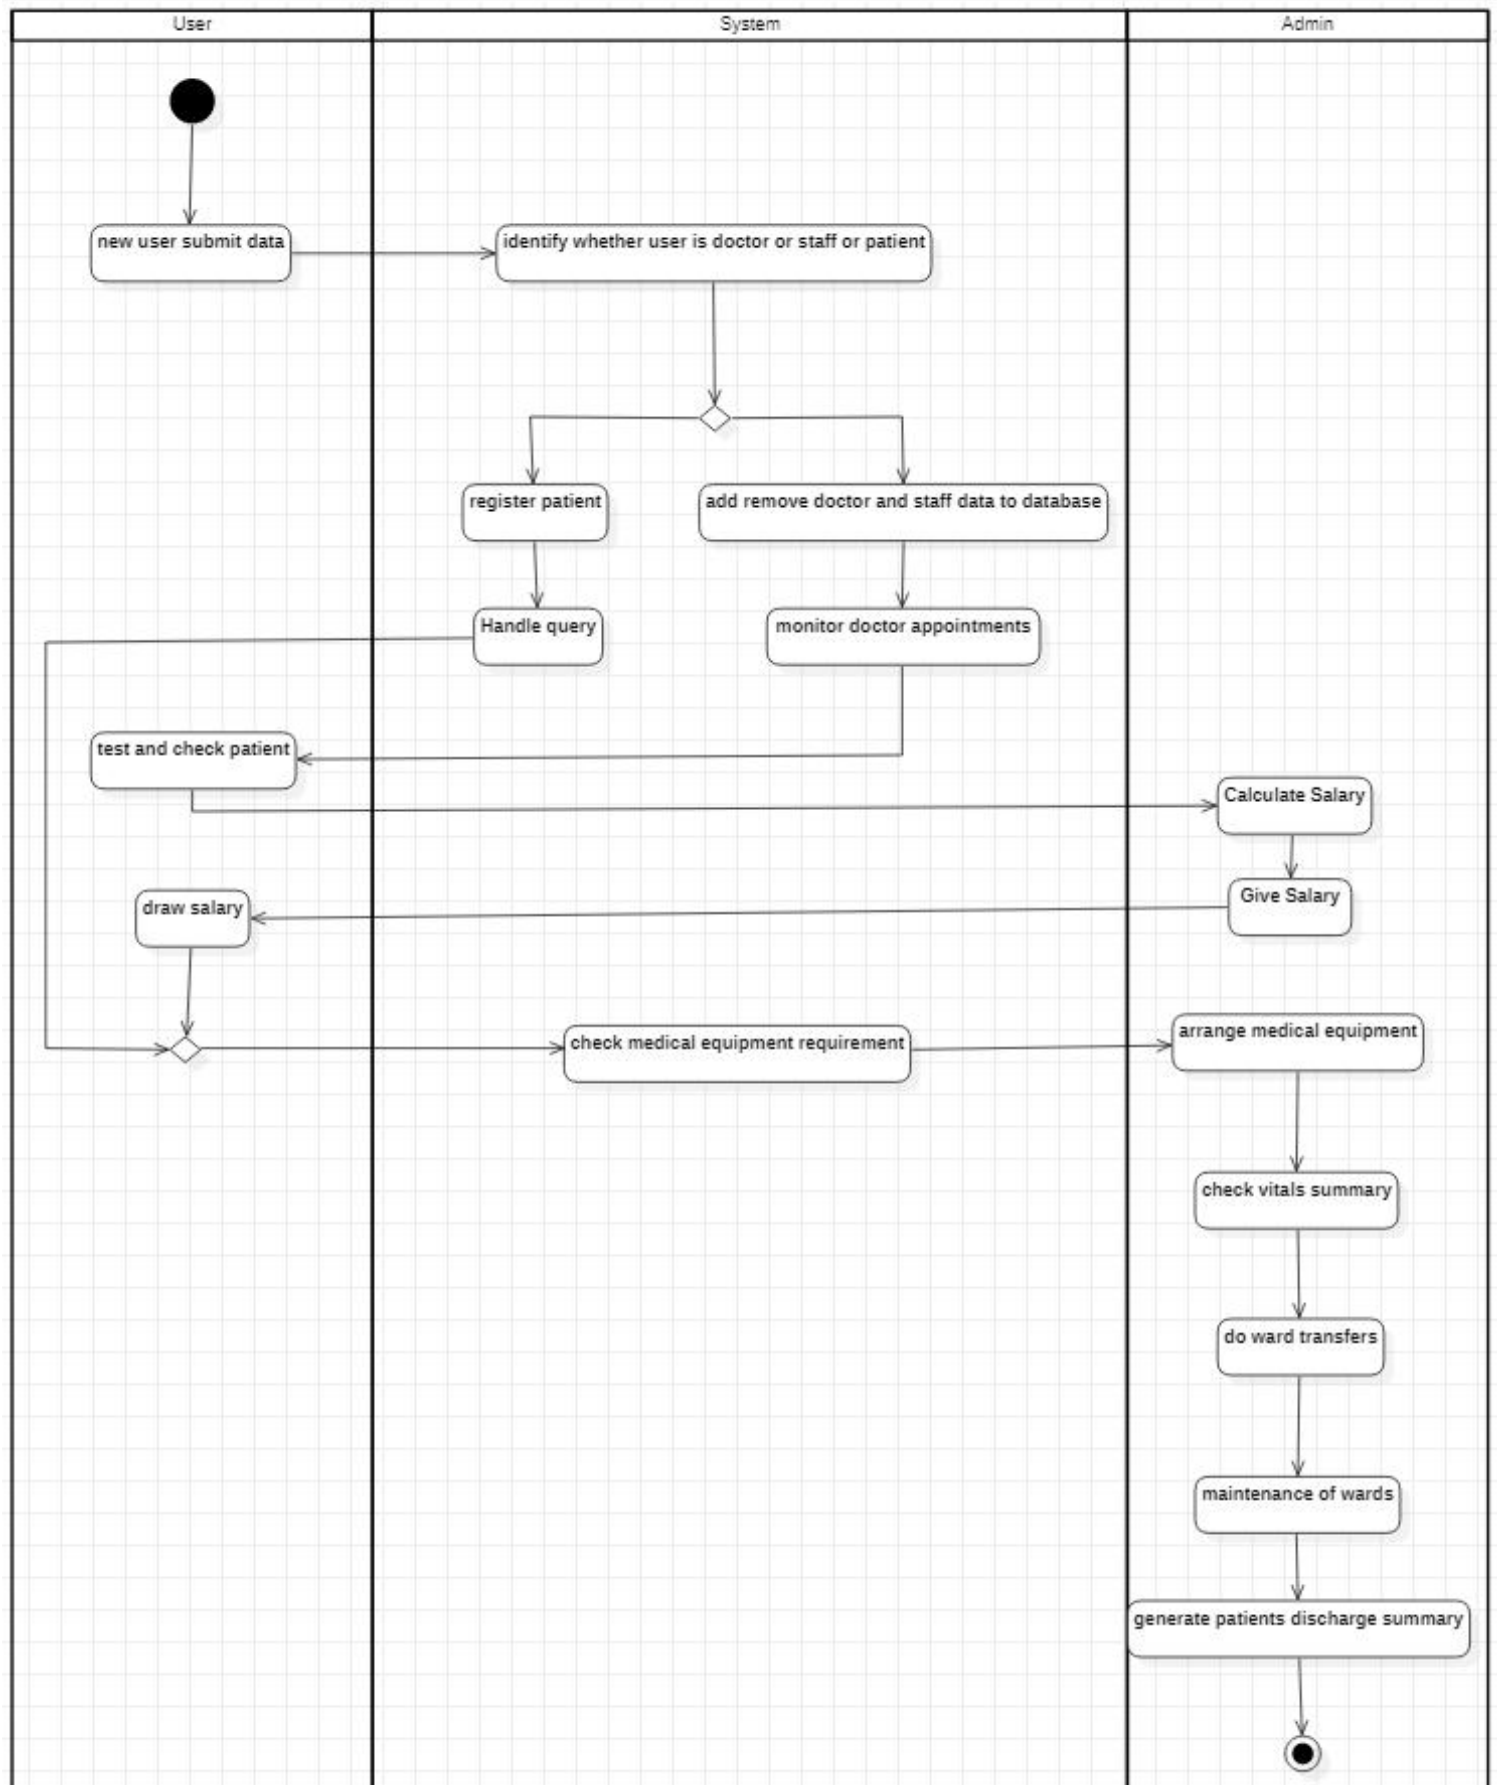 User
System
Admin
new user submit data
identify whether user is doctor or staff or patient
register patient
add remove doctor and staff data to database
Handle query
monitor doctor appointments
test and check patient
Calculate Salary
Give Salary
draw salary
check medical equipment requirement
arrange medical equipment
check vitals summary
do ward transfers
maintenance of wards
generate patients discharge summary